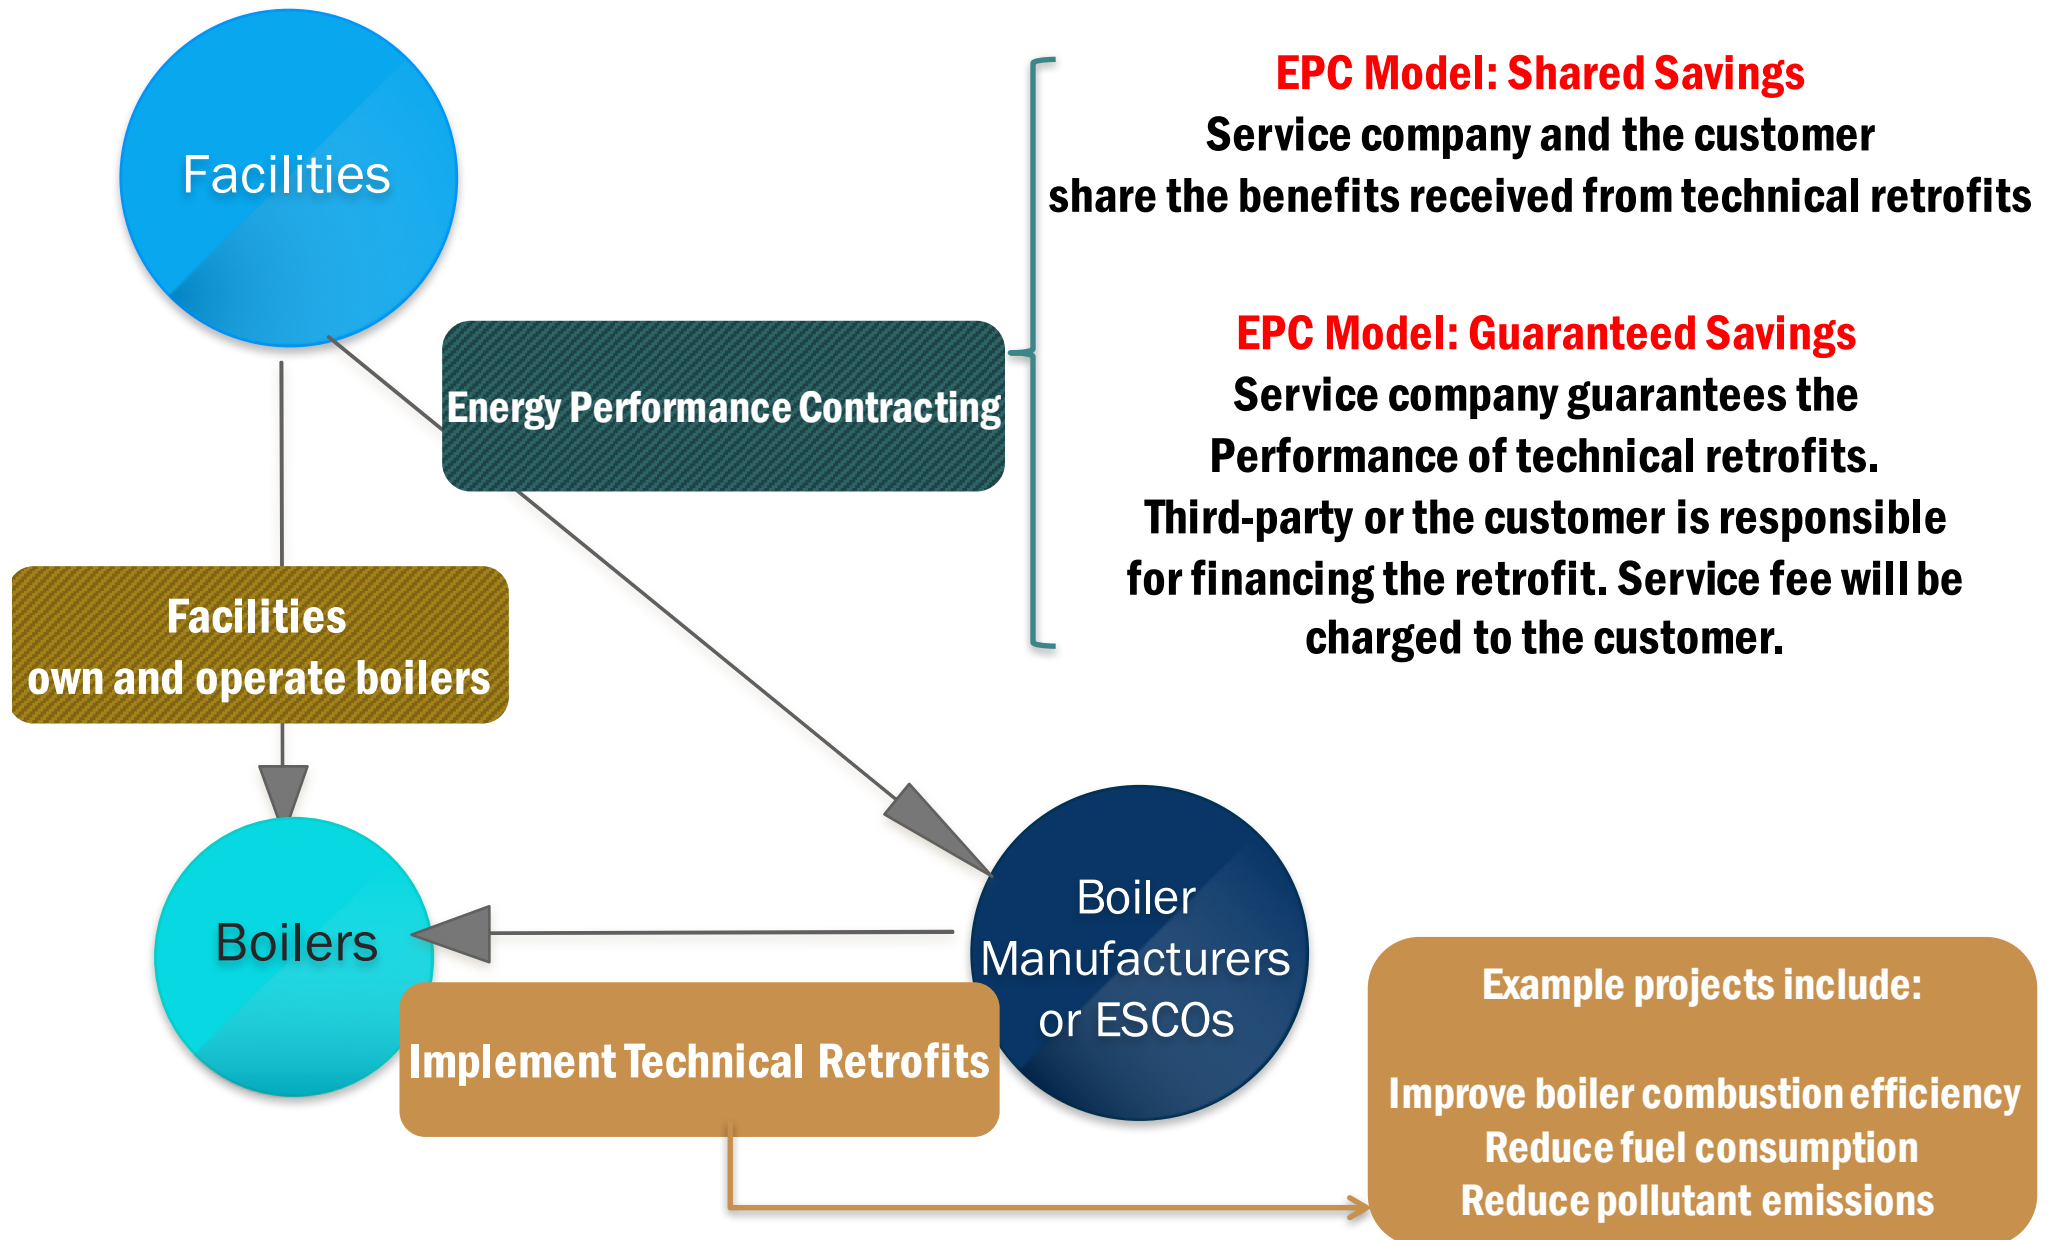 Facilities
EPC Model: Shared Savings
Service company and the customer
share the benefits received from technical retrofits
Energy Performance Contracting
EPC Model: Guaranteed Savings
Service company guarantees the
Performance of technical retrofits.
Third-party or the customer is responsible
for financing the retrofit. Service fee will be
charged to the customer.
Facilities
own and operate boilers
Boilers
Boiler
Manufacturers
or ESCOs
Implement Technical Retrofits
Example projects include:
Improve boiler combustion efficiency
Reduce fuel consumption
Reduce pollutant emissions